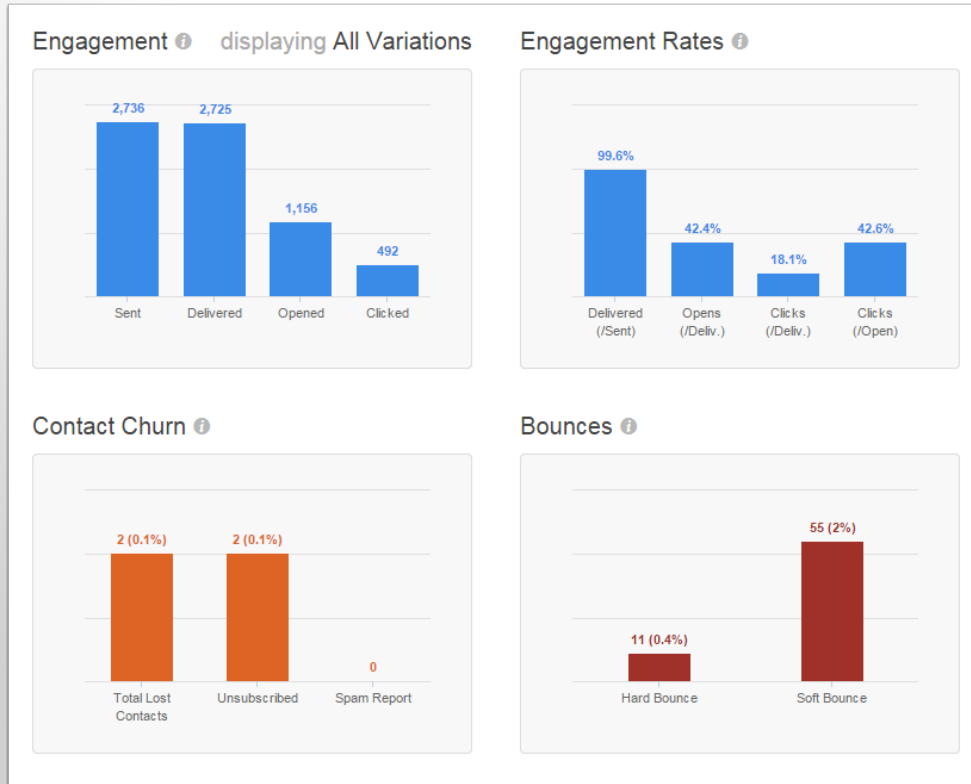 Engagement displaying All Variations
2,736
2,725
1,156
492
Sent Delivered Opened Clicked
Engagement Rates
99.6%
42.4%
18.1%
42.6%
Delivered Opens Clicks Clicks
(/Sent) (/Deliv.) (/Deliv.) (/Open)
Contact Churn
2 (0.1%)
2 (0.1%)
0
Total Lost Unsubscribed Spam Report
Contacts
Bounces
11 (0.4%)
55 (2%)
Hard Bounce Soft Bounce